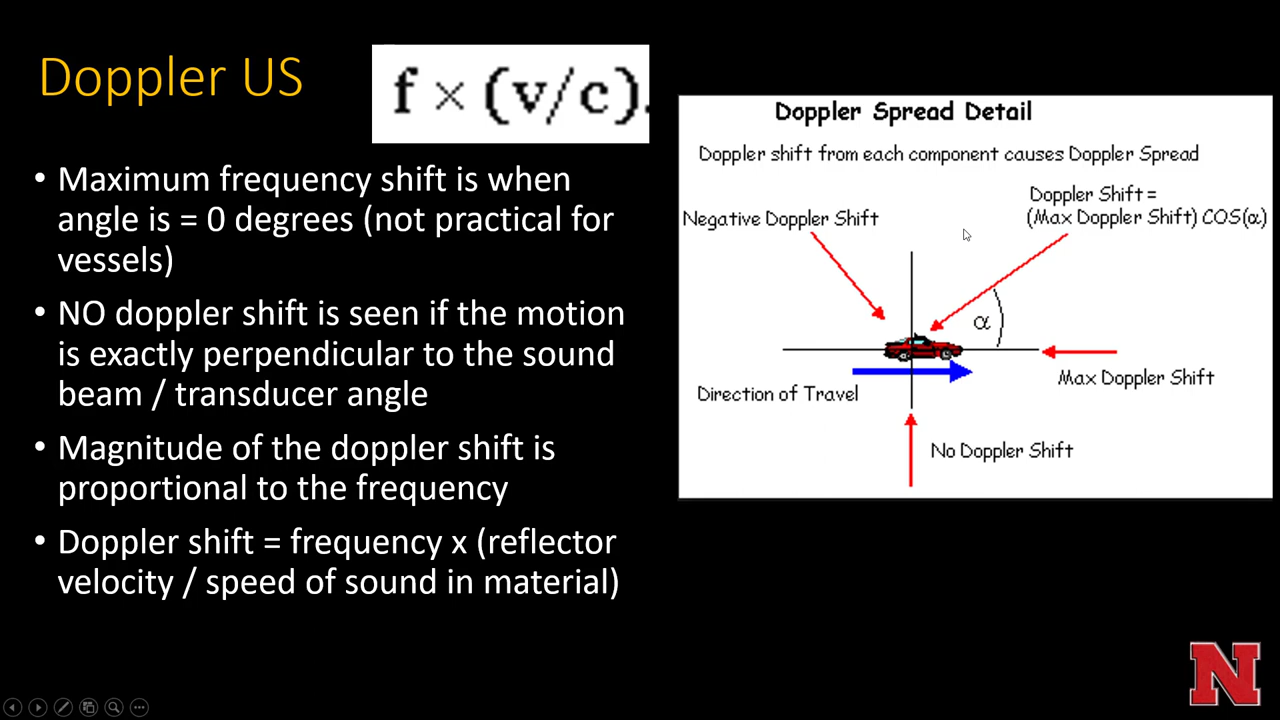 Doppler US
f × (v/c).
• Maximum frequency shift is when
angle is = 0 degrees (not practical for
vessels)
• NO doppler shift is seen if the motion
is exactly perpendicular to the sound
beam / transducer angle
• Magnitude of the doppler shift is
proportional to the frequency
• Doppler shift = frequency x (reflector
velocity / speed of sound in material)
Doppler Spread Detail
Doppler shift from each component causes Doppler Spread
Negative Doppler Shift
Doppler Shift =
(Max Doppler Shift) COS(α)
α
Max Doppler Shift
Direction of Travel
No Doppler Shift
N